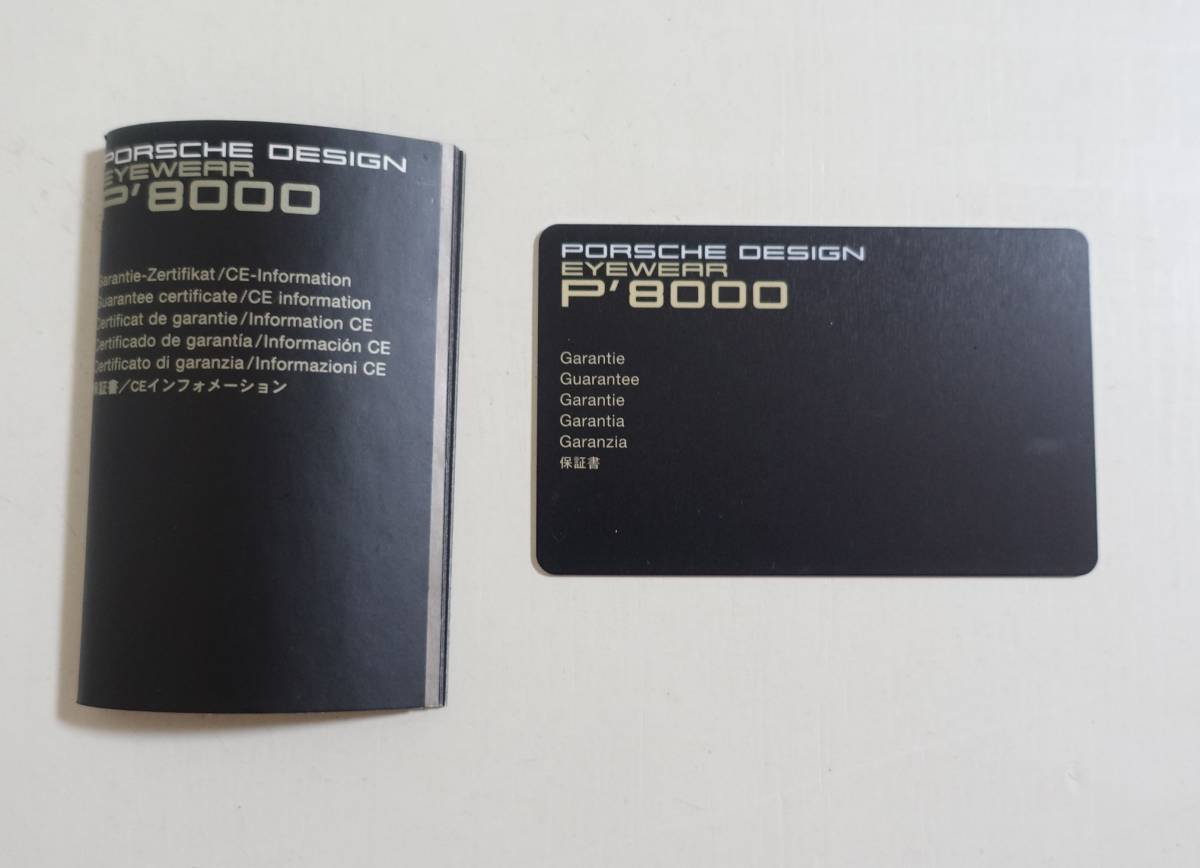 PORSCHE DESIGN
EYEWEAR
P'8000
Garantie-Zertifikat/CE-Information
Guarantee certificate/CE information
Certificat de garantie/Information CE
Certificado de garantía/Información CE
Certificato di garanzia/Informazioni CE
保証書/CEインフォメーション
PORSCHE DESIGN
EYEWEAR
P'8000
Garantie
Guarantee
Garantie
Garantia
Garanzia
保証書